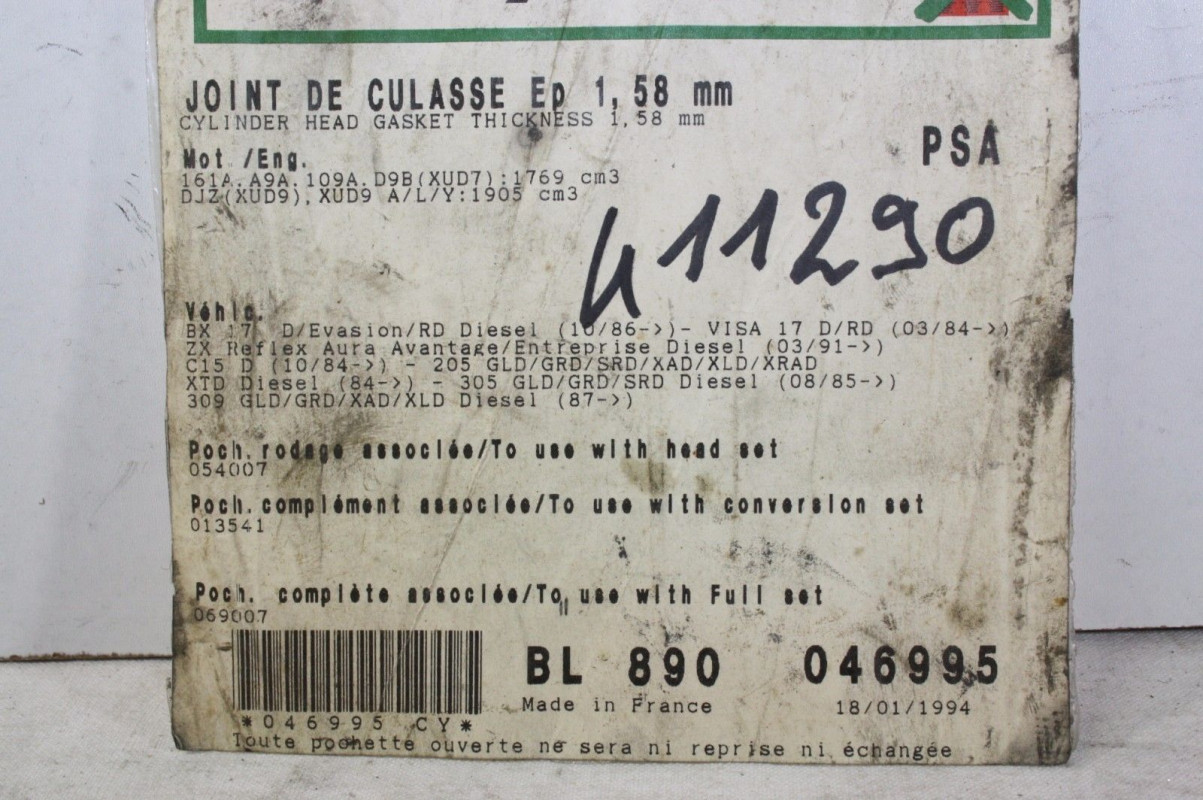 JOINT DE CULASSE Ep 1,58 mm
CYLINDER HEAD GASKET THICKNESS 1,58 mm
PSA
Mot /Eng.
161A.A9A.109A.D9B(XUD7):1769 cm3
DJZ(XUD9).XUD9 A/L/Y:1905 cm3
411290
Véhic.
BX 17 D/Evasion/RD Diesel (10/86->)- VISA 17 D/RD (03/84->)
ZX Reflex Aura Avantage/Entreprise Diesel (03/91->)
C15 D (10/84->) - 205 GLD/GRD/SRD/XAD/XLD/XRAD
XTD Diesel (84->) - 305 GLD/GRD/SRD Diesel (08/85->)
309 GLD/GRD/XAD/XLD Diesel (87->)
Poch.rodage associée/To use with head set
054007
Poch.complément associée/To use with conversion set
013541
Poch. complète associée/To use with Full set
069007
BL 890 046995
Made in France 18/01/1994
*046995 CY*
Toute pochette ouverte ne sera ni reprise ni échangée